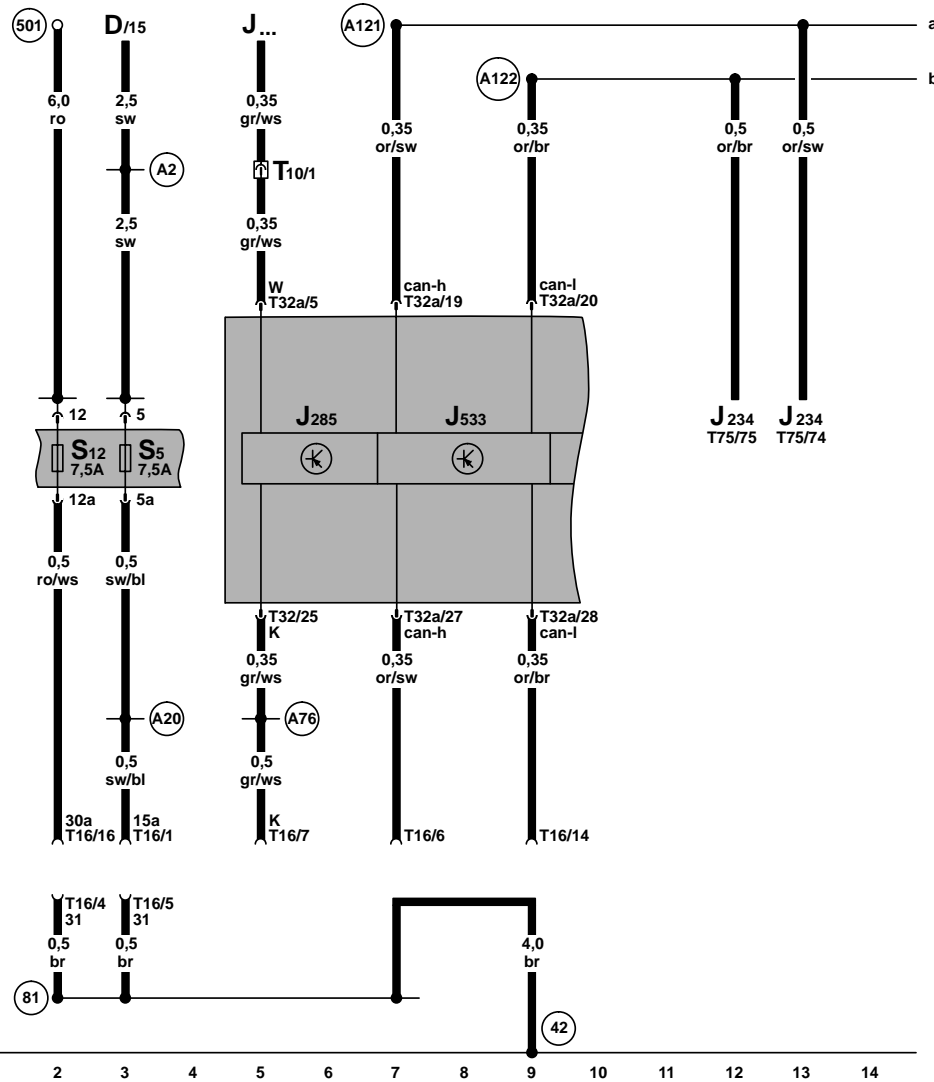 501
D/15
J...
A121
a
A122
b
6,0
ro
2,5
sw
0,35
gr/ws
0,35
or/sw
0,35
or/br
0,5
or/br
0,5
or/sw
A2
T10/1
2,5
sw
0,35
gr/ws
W
T32a/5
can-h
T32a/19
can-l
T32a/20
12
5
J285
J533
J234
T75/75
J234
T75/74
S12
7,5A
S5
7,5A
12a
5a
0,5
ro/ws
0,5
sw/bl
T32/25
K
T32a/27
can-h
T32a/28
can-l
0,35
gr/ws
0,35
or/sw
0,35
or/br
A20
A76
0,5
sw/bl
0,5
gr/ws
30a
T16/16
15a
T16/1
K
T16/7
T16/6
T16/14
T16/4
31
T16/5
31
0,5
br
0,5
br
4,0
br
81
42
2 3 4 5 6 7 8 9 10 11 12 13 14